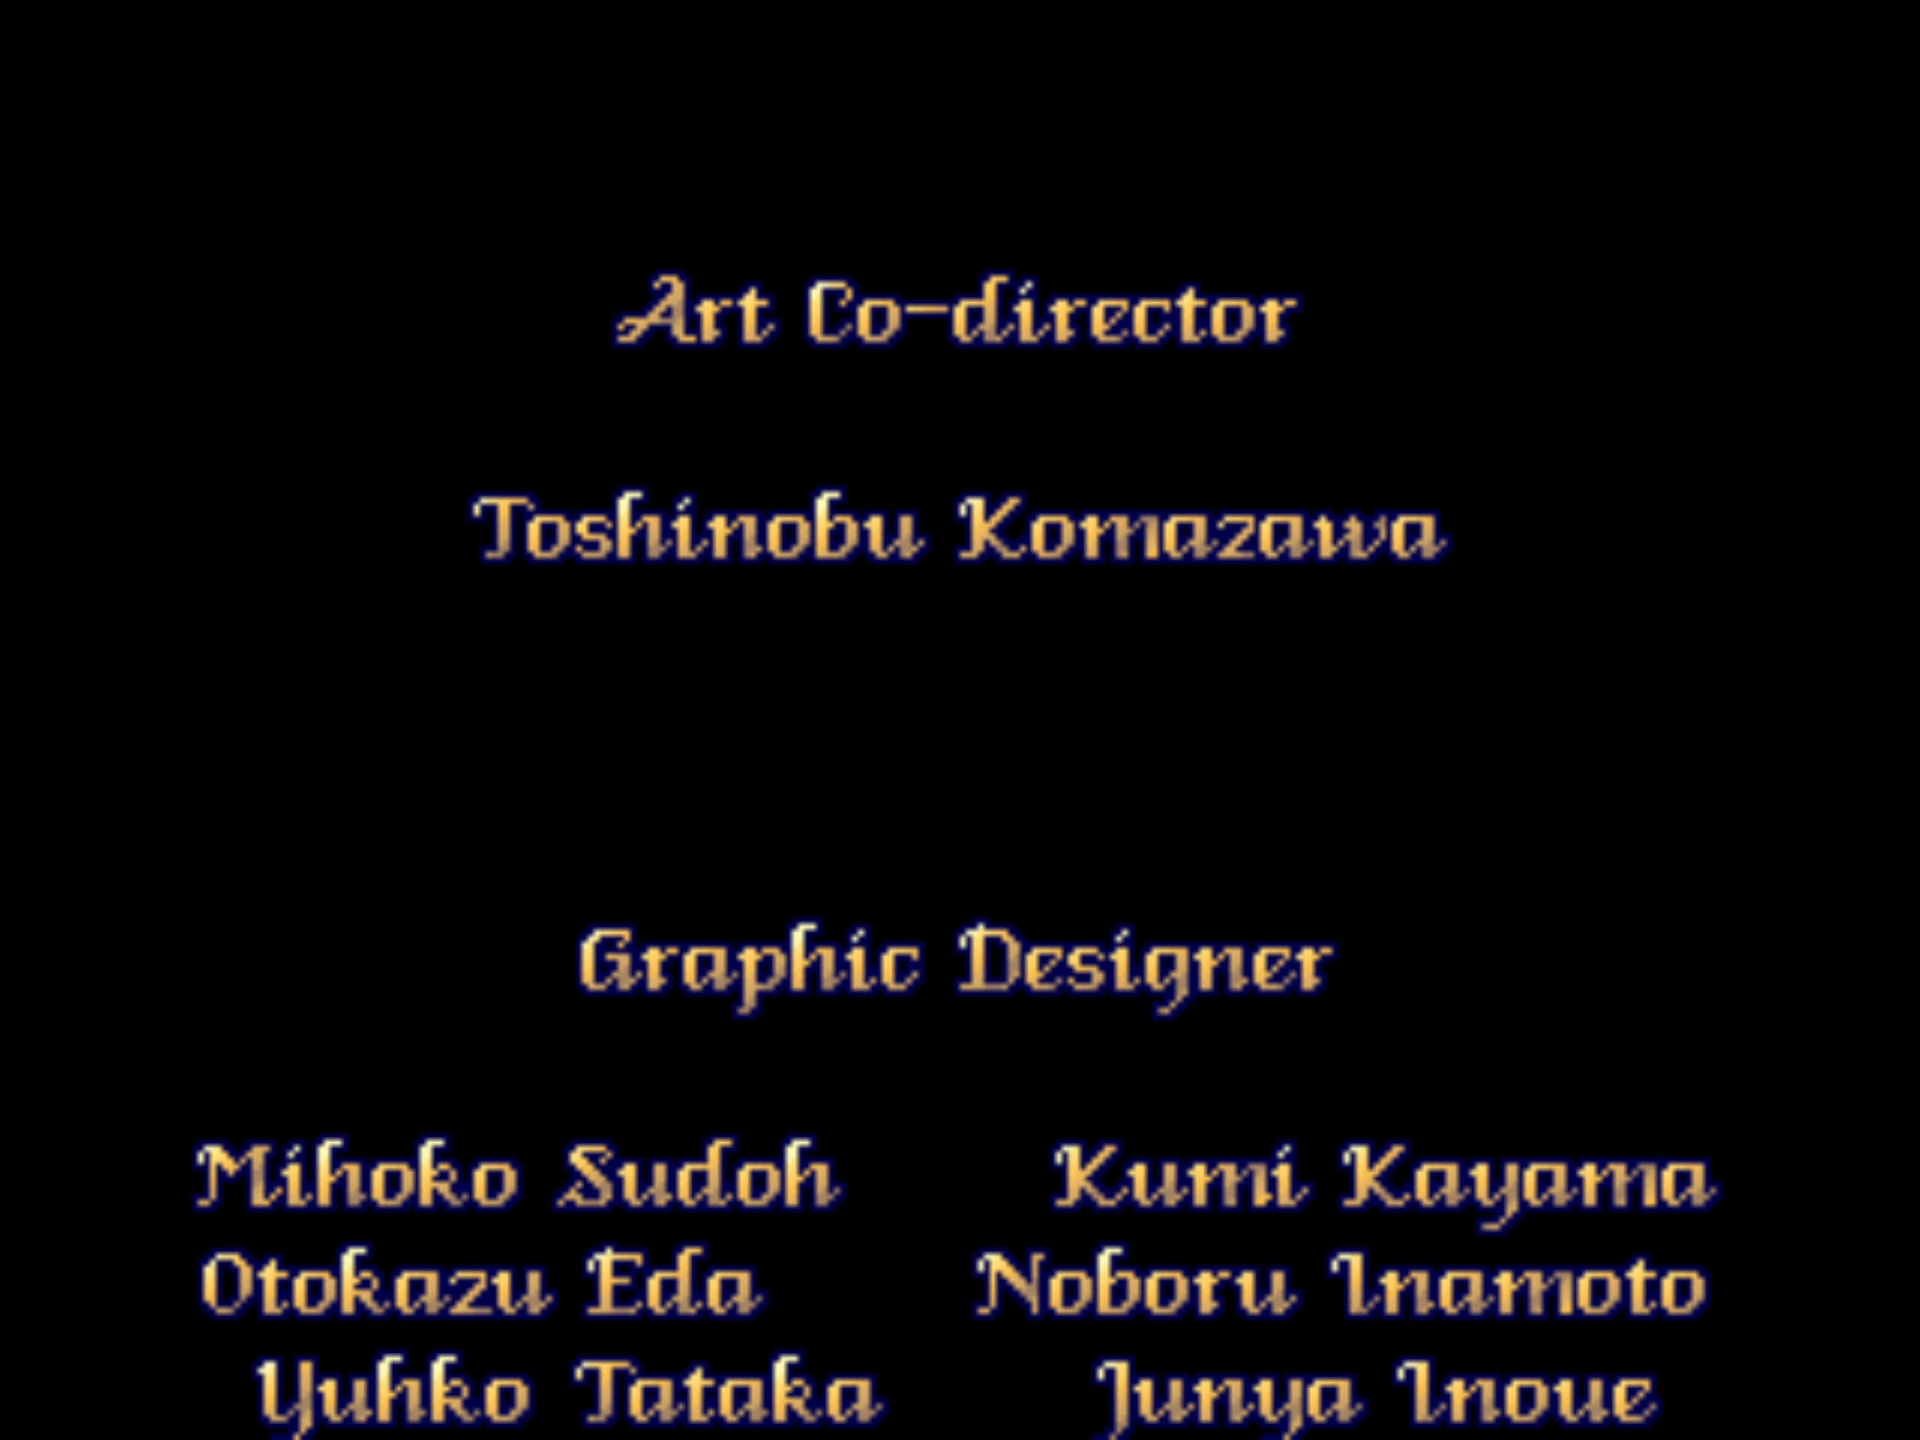 Art Co-director
Toshinobu Komazawa
Graphic Designer
Mihoko Sudoh Kumi Kayama
Otokazu Eda Noboru Inamoto
Yuhko Tataka Junya Inoue